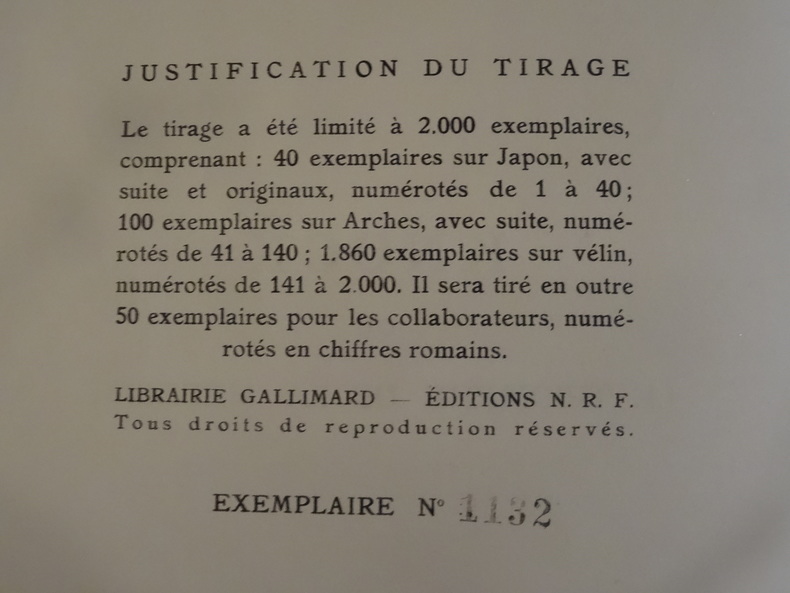 JUSTIFICATION DU TIRAGE
Le tirage a été limité à 2.000 exemplaires,
comprenant : 40 exemplaires sur Japon, avec
suite et originaux, numérotés de 1 à 40 ;
100 exemplaires sur Arches, avec suite, numé-
rotés de 41 à 140 ; 1.860 exemplaires sur vélin,
numérotés de 141 à 2.000. Il sera tiré en outre
50 exemplaires pour les collaborateurs, numé-
rotés en chiffres romains.
LIBRAIRIE GALLIMARD — ÉDITIONS N. R. F.
Tous droits de reproduction réservés.
EXEMPLAIRE N° 1132